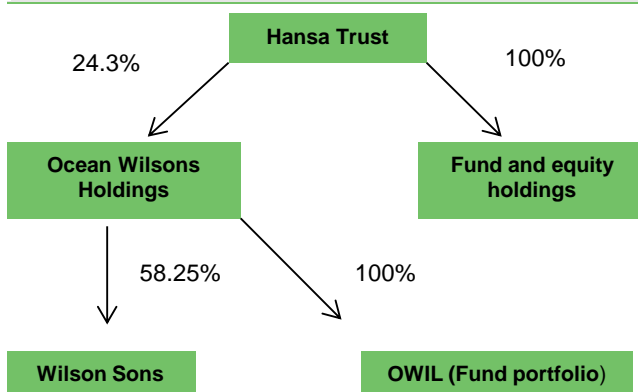 Hansa Trust
24.3%
100%
Ocean Wilsons
Holdings
Fund and equity
holdings
58.25%
100%
Wilson Sons
OWIL (Fund portfolio)